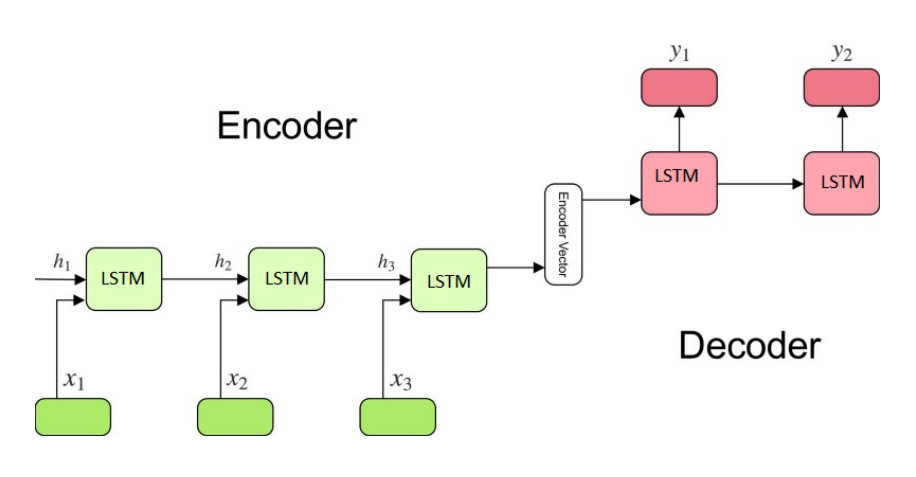 y₁ y₂
Encoder
LSTM LSTM
Encoder Vector
h₁ LSTM h₂ LSTM h₃ LSTM
Decoder
x₁ x₂ x₃